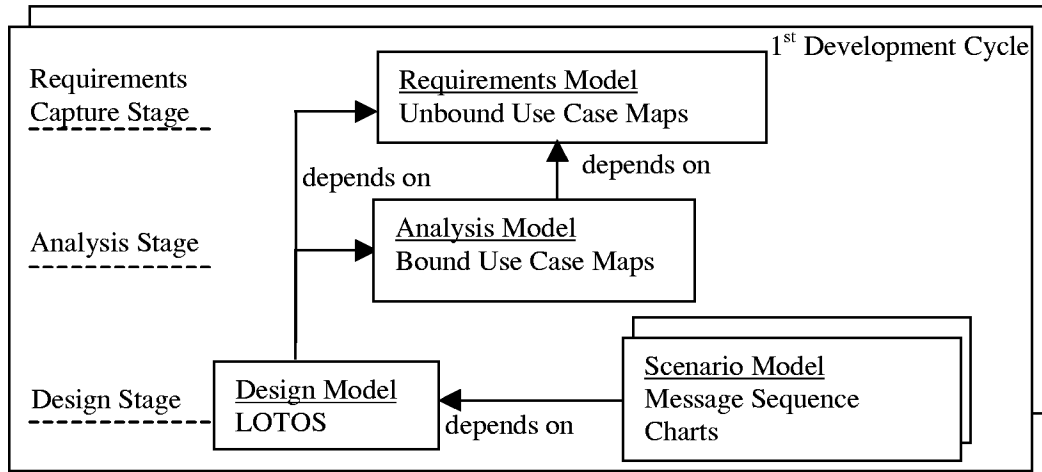 1st Development Cycle
Requirements
Capture Stage
Requirements Model
Unbound Use Case Maps
depends on
depends on
Analysis Stage
Analysis Model
Bound Use Case Maps
Design Stage
Design Model
LOTOS
depends on
Scenario Model
Message Sequence
Charts